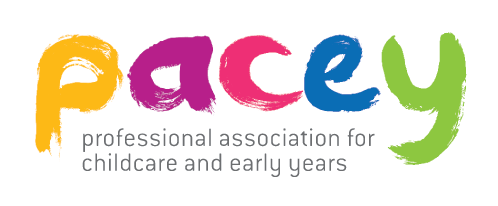 pacey
professional association for
childcare and early years